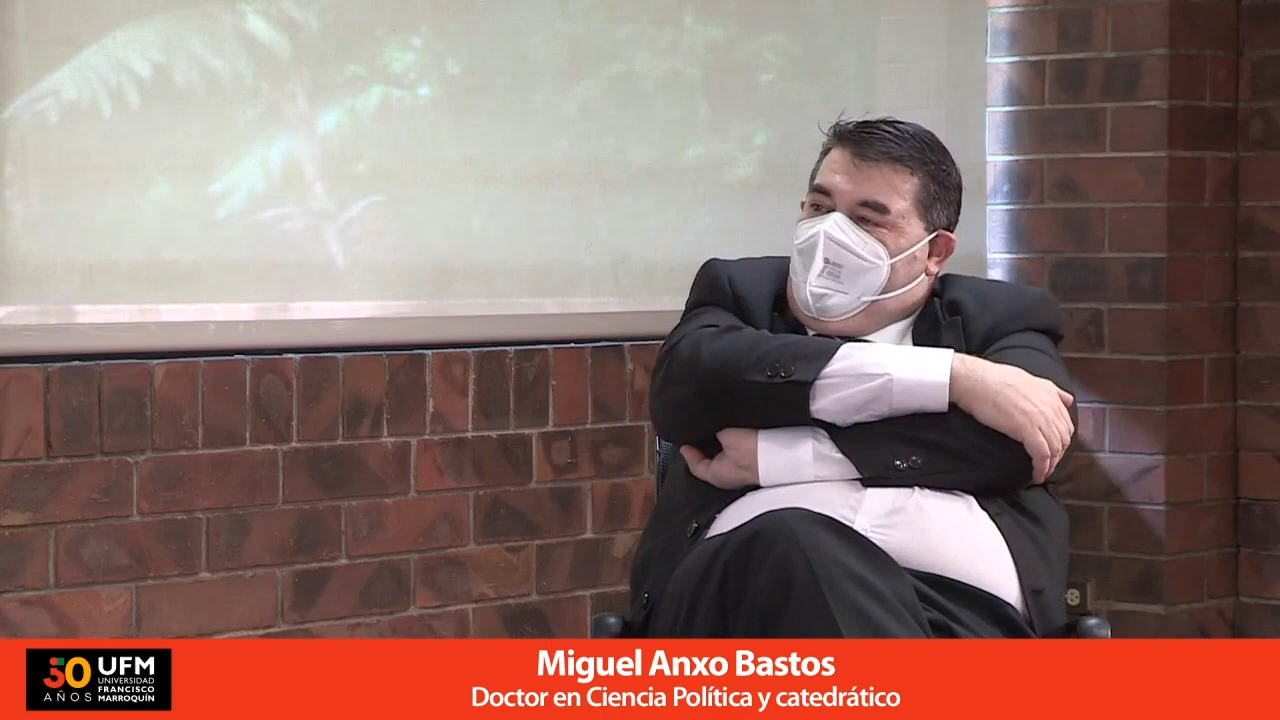 Miguel Anxo Bastos
Doctor en Ciencia Política y catedrático
50 UFM
AÑOS
UNIVERSIDAD
FRANCISCO
MARROQUÍN